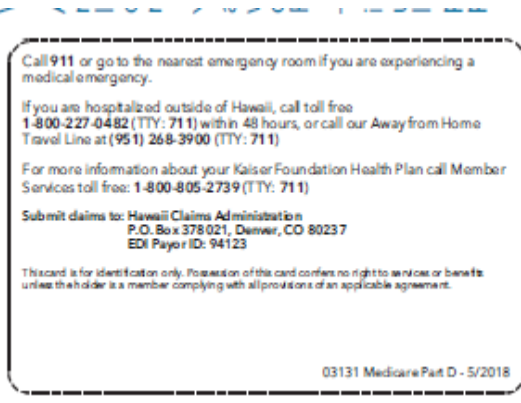 Call 911 or go to the nearest emergency room if you are experiencing a
medical emergency.
If you are hospitalized outside of Hawaii, call toll free
1-800-227-0482 (TTY: 711) within 48 hours, or call our Away from Home
Travel Line at (951) 268-3900 (TTY: 711)
For more information about your Kaiser Foundation Health Plan call Member
Services toll free: 1-800-805-2739 (TTY: 711)
Submit claims to: Hawaii Claims Administration
P.O. Box 378021, Denver, CO 80237
EDI Payor ID: 94123
This card is for identification only. Possession of this card confers no right to services or benefits
unless the holder is a member complying with all provisions of an applicable agreement.
03131 Medicare Part D - 5/2018